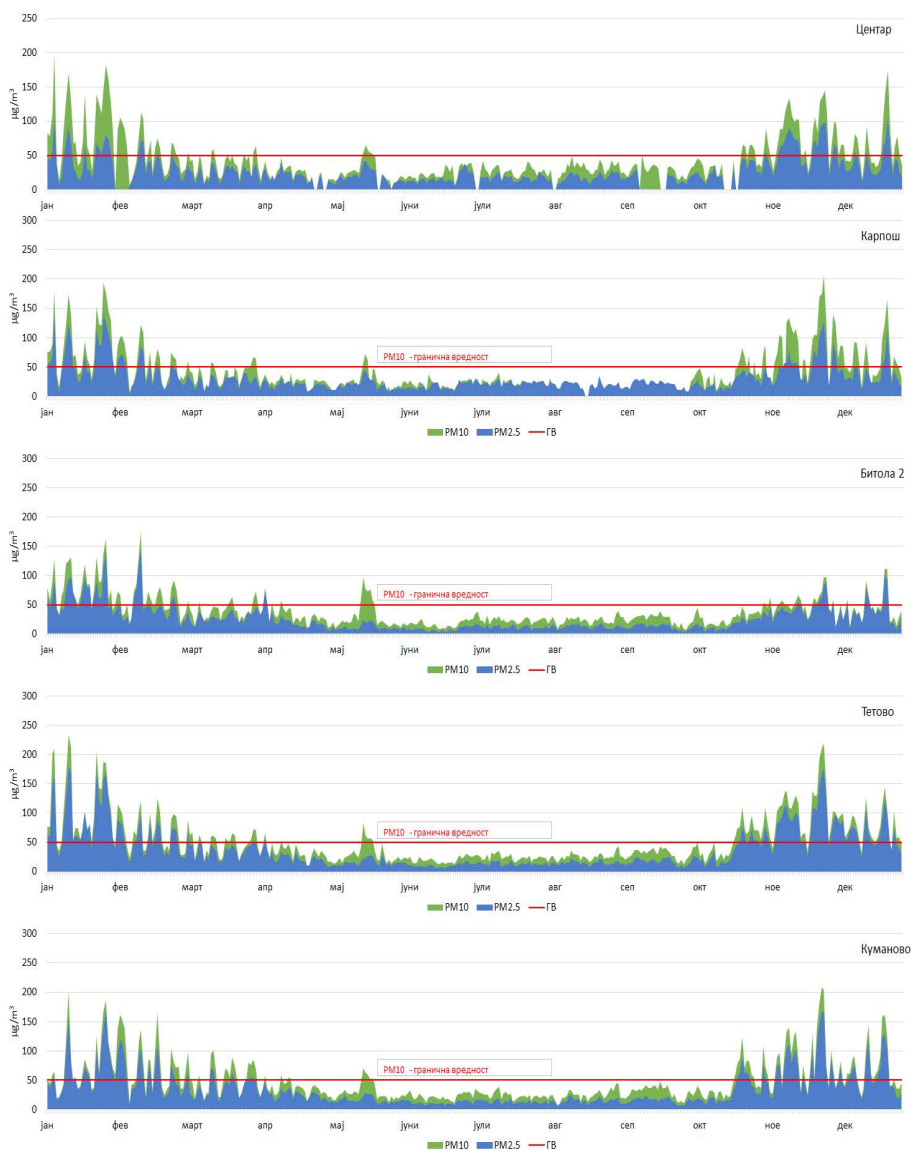 Центар
250
200
150
100
50
0
µg/m³
јан фев март апр мај јуни јули авг сеп окт ное дек
Карпош
300
250
200
150
100
50
0
µg/m³
PM10 - гранична вредност
јан фев март апр мај јуни јули авг сеп окт ное дек
PM10 PM2.5 ГВ
Битола 2
300
250
200
150
100
50
0
µg/m³
PM10 - гранична вредност
јан фев март апр мај јуни јули авг сеп окт ное дек
PM10 PM2.5 ГВ
Тетово
300
250
200
150
100
50
0
µg/m³
PM10 - гранична вредност
јан фев март апр мај јуни јули авг сеп окт ное дек
PM10 PM2.5 ГВ
Куманово
300
250
200
150
100
50
0
µg/m³
PM10 - гранична вредност
јан фев март апр мај јуни јули авг сеп окт ное дек
PM10 PM2.5 ГВ